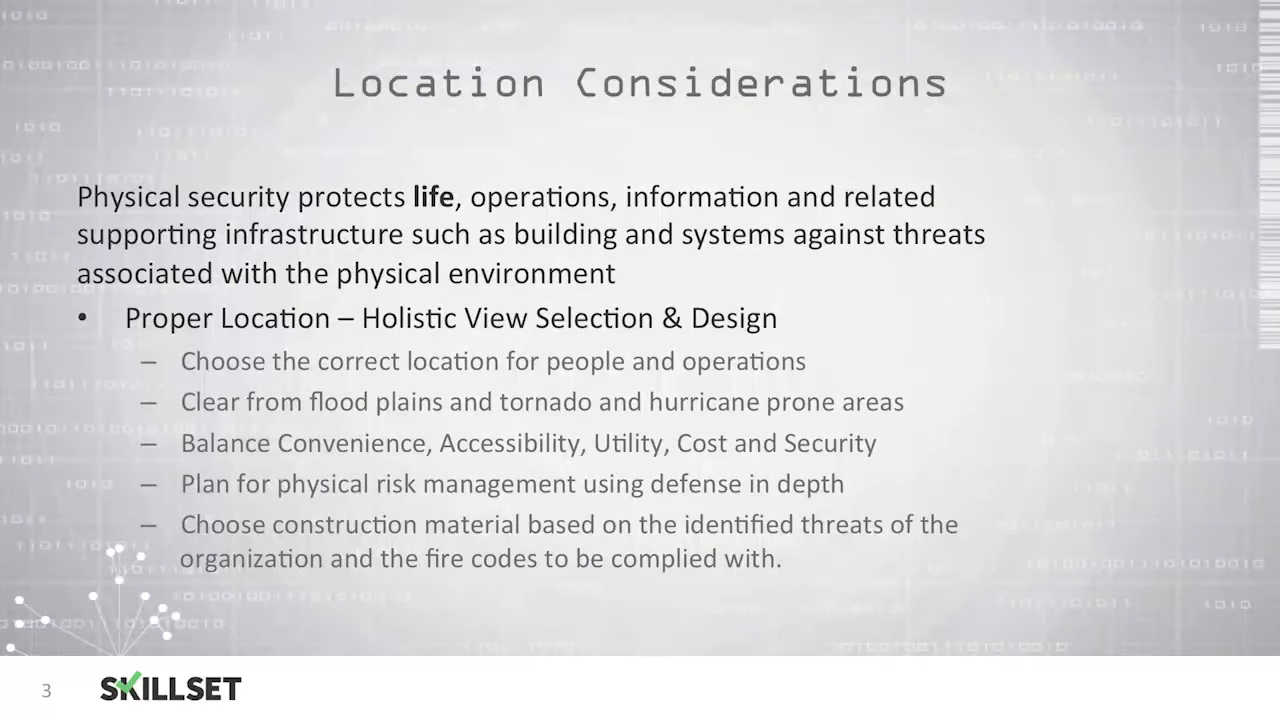 Location Considerations
Physical security protects life, operations, information and related
supporting infrastructure such as building and systems against threats
associated with the physical environment
• Proper Location – Holistic View Selection & Design
– Choose the correct location for people and operations
– Clear from flood plains and tornado and hurricane prone areas
– Balance Convenience, Accessibility, Utility, Cost and Security
– Plan for physical risk management using defense in depth
– Choose construction material based on the identified threats of the
organization and the fire codes to be complied with.
3
SKILLSET